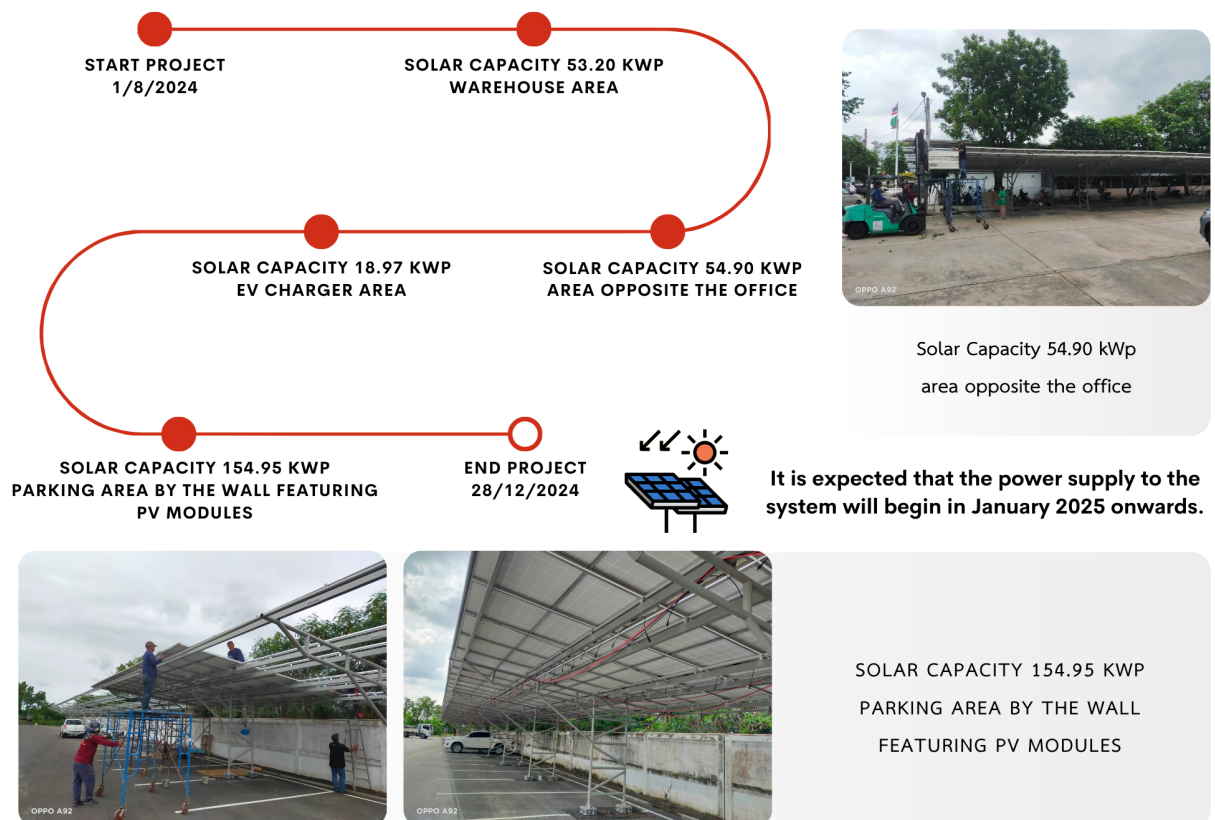 START PROJECT
1/8/2024
SOLAR CAPACITY 53.20 KWP
WAREHOUSE AREA
SOLAR CAPACITY 18.97 KWP
EV CHARGER AREA
SOLAR CAPACITY 54.90 KWP
AREA OPPOSITE THE OFFICE
OPPO A92
Solar Capacity 54.90 kWp
area opposite the office
SOLAR CAPACITY 154.95 KWP
PARKING AREA BY THE WALL FEATURING
PV MODULES
END PROJECT
28/12/2024
It is expected that the power supply to the
system will begin in January 2025 onwards.
OPPO A92
OPPO A92
SOLAR CAPACITY 154.95 KWP
PARKING AREA BY THE WALL
FEATURING PV MODULES